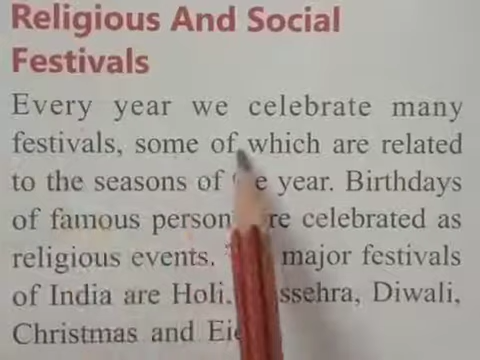 Religious And Social
Festivals
Every year we celebrate many
festivals, some of which are related
to the seasons of year. Birthdays
of famous celebrated as
religious events. major festivals
of India are Holi, Diwali,
Christmas and